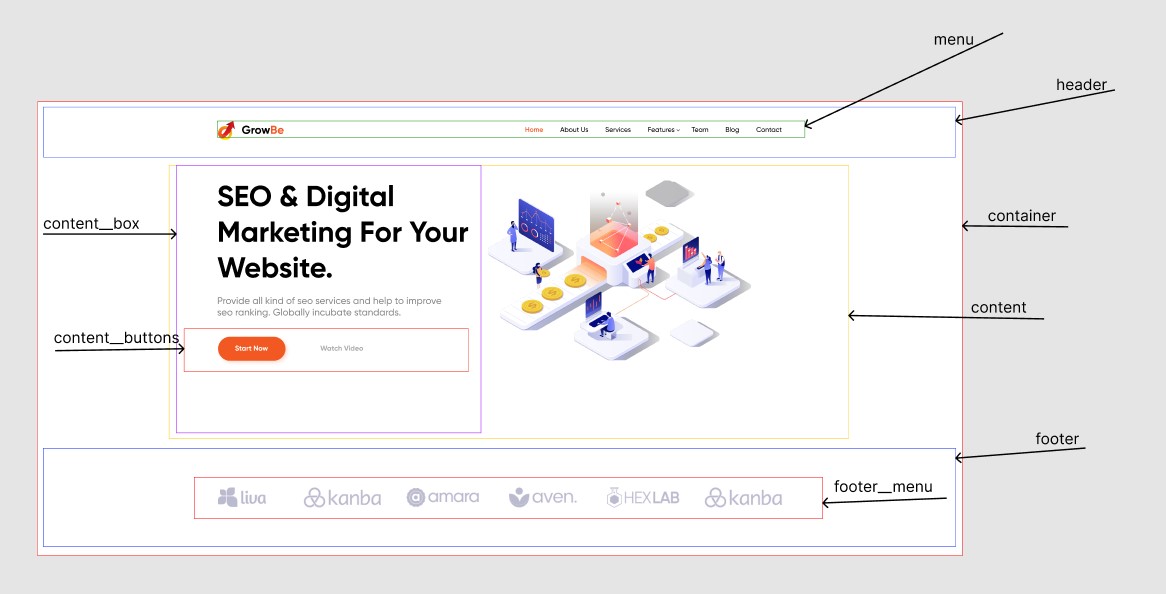 menu
header
GrowBe
Home About Us Services Features Team Blog Contact
SEO & Digital
Marketing For Your
Website.
content__box
container
Provide all kind of seo services and help to improve
seo ranking. Globally incubate standards.
content
content__buttons
Start Now Watch Video
footer
footer__menu
liva kanba amara aven. HEXLAB kanba